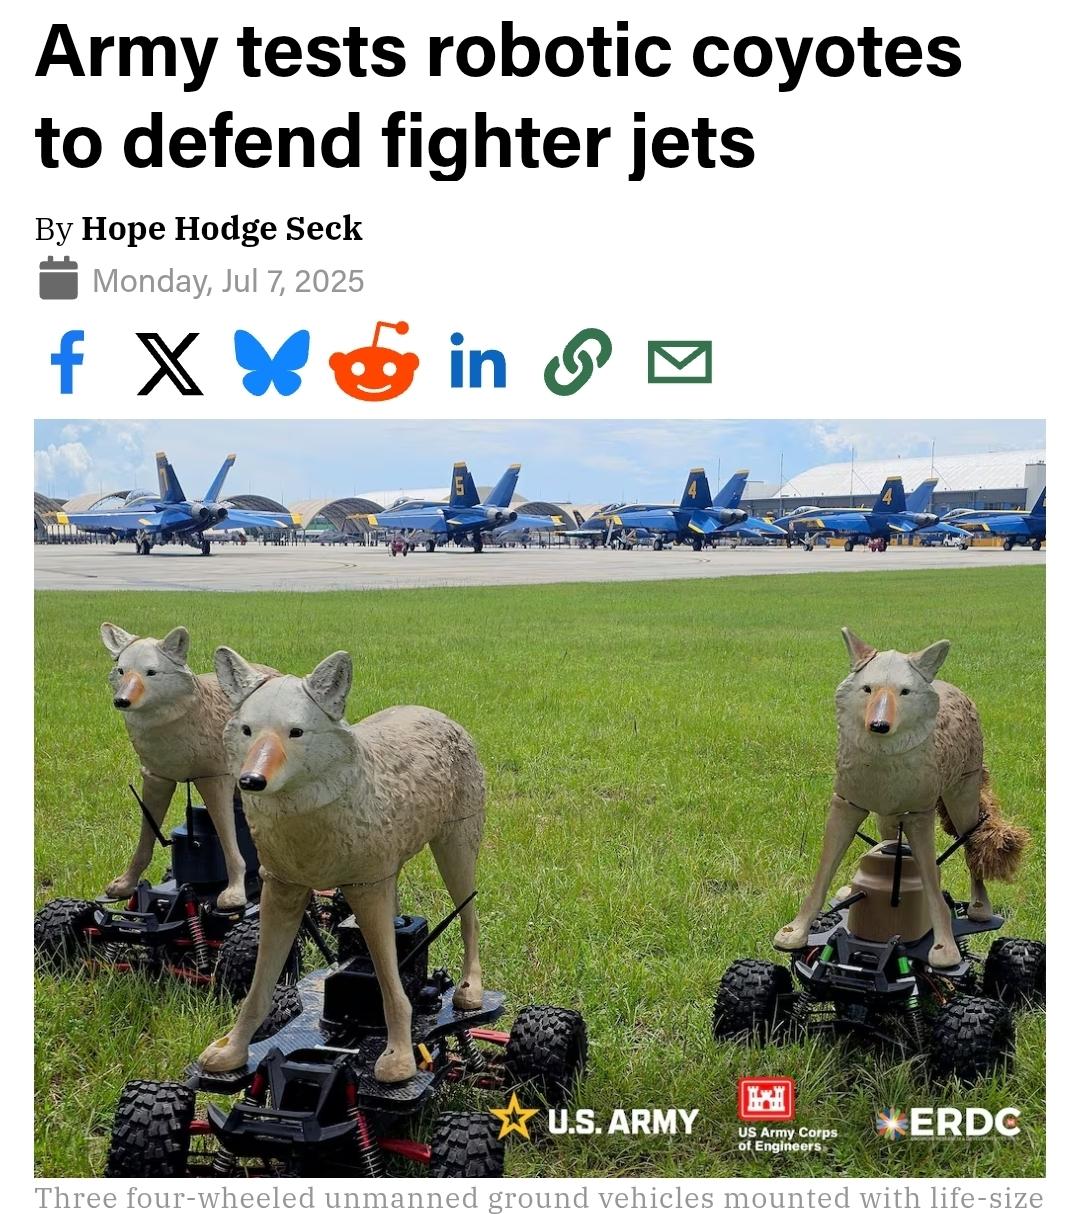 Army tests robotic coyotes
to defend fighter jets
By Hope Hodge Seck
Monday, Jul 7, 2025
5
4
4
U.S. ARMY
US Army Corps
of Engineers
ERDC
Three four-wheeled unmanned ground vehicles mounted with life-size